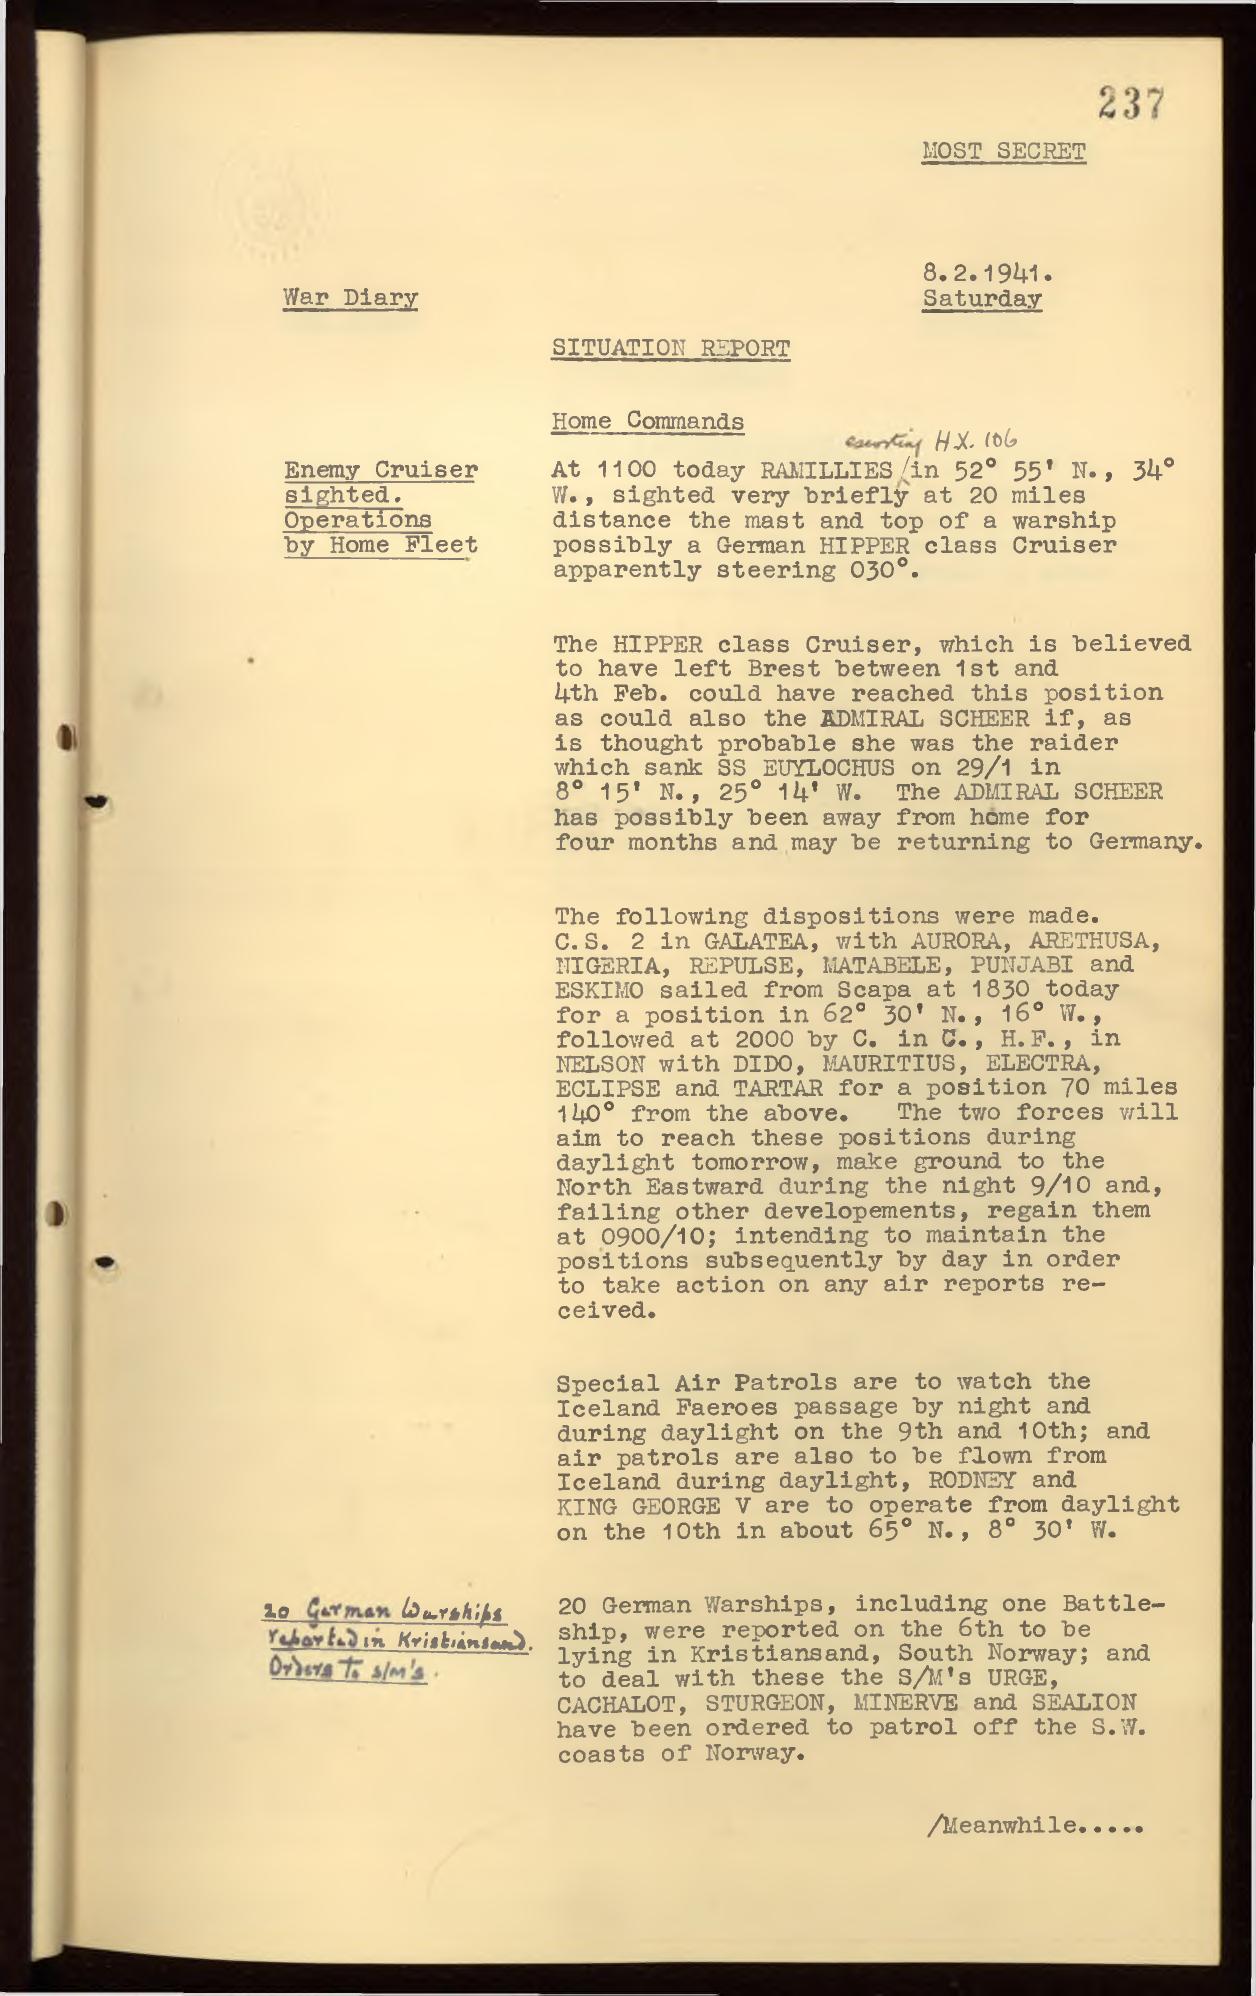 237
MOST SECRET
8.2.1941.
War Diary
Saturday
SITUATION REPORT
Home Commands
escorting HX. 106
Enemy Cruiser
sighted.
Operations
by Home Fleet
At 1100 today RAMILLIES /in 52° 55' N., 34°
W., sighted very briefly at 20 miles
distance the mast and top of a warship
possibly a German HIPPER class Cruiser
apparently steering 030°.
The HIPPER class Cruiser, which is believed
to have left Brest between 1st and
4th Feb. could have reached this position
as could also the ADMIRAL SCHEER if, as
is thought probable she was the raider
which sank SS EUYLOCHUS on 29/1 in
8° 15' N., 25° 14' W. The ADMIRAL SCHEER
has possibly been away from home for
four months and may be returning to Germany.
The following dispositions were made.
C.S. 2 in GALATEA, with AURORA, ARETHUSA,
NIGERIA, REPULSE, MATABELE, PUNJABI and
ESKIMO sailed from Scapa at 1830 today
for a position in 62° 30' N., 16° W.,
followed at 2000 by C. in C., H.F., in
NELSON with DIDO, MAURITIUS, ELECTRA,
ECLIPSE and TARTAR for a position 70 miles
140° from the above. The two forces will
aim to reach these positions during
daylight tomorrow, make ground to the
North Eastward during the night 9/10 and,
failing other developements, regain them
at 0900/10; intending to maintain the
positions subsequently by day in order
to take action on any air reports re-
ceived.
Special Air Patrols are to watch the
Iceland Faeroes passage by night and
during daylight on the 9th and 10th; and
air patrols are also to be flown from
Iceland during daylight, RODNEY and
KING GEORGE V are to operate from daylight
on the 10th in about 65° N., 8° 30' W.
20 German Warships
reported in Kristiansand.
Orders To S/M's.
20 German Warships, including one Battle-
ship, were reported on the 6th to be
lying in Kristiansand, South Norway; and
to deal with these the S/M's URGE,
CACHALOT, STURGEON, MINERVE and SEALION
have been ordered to patrol off the S.W.
coasts of Norway.
/Meanwhile.....